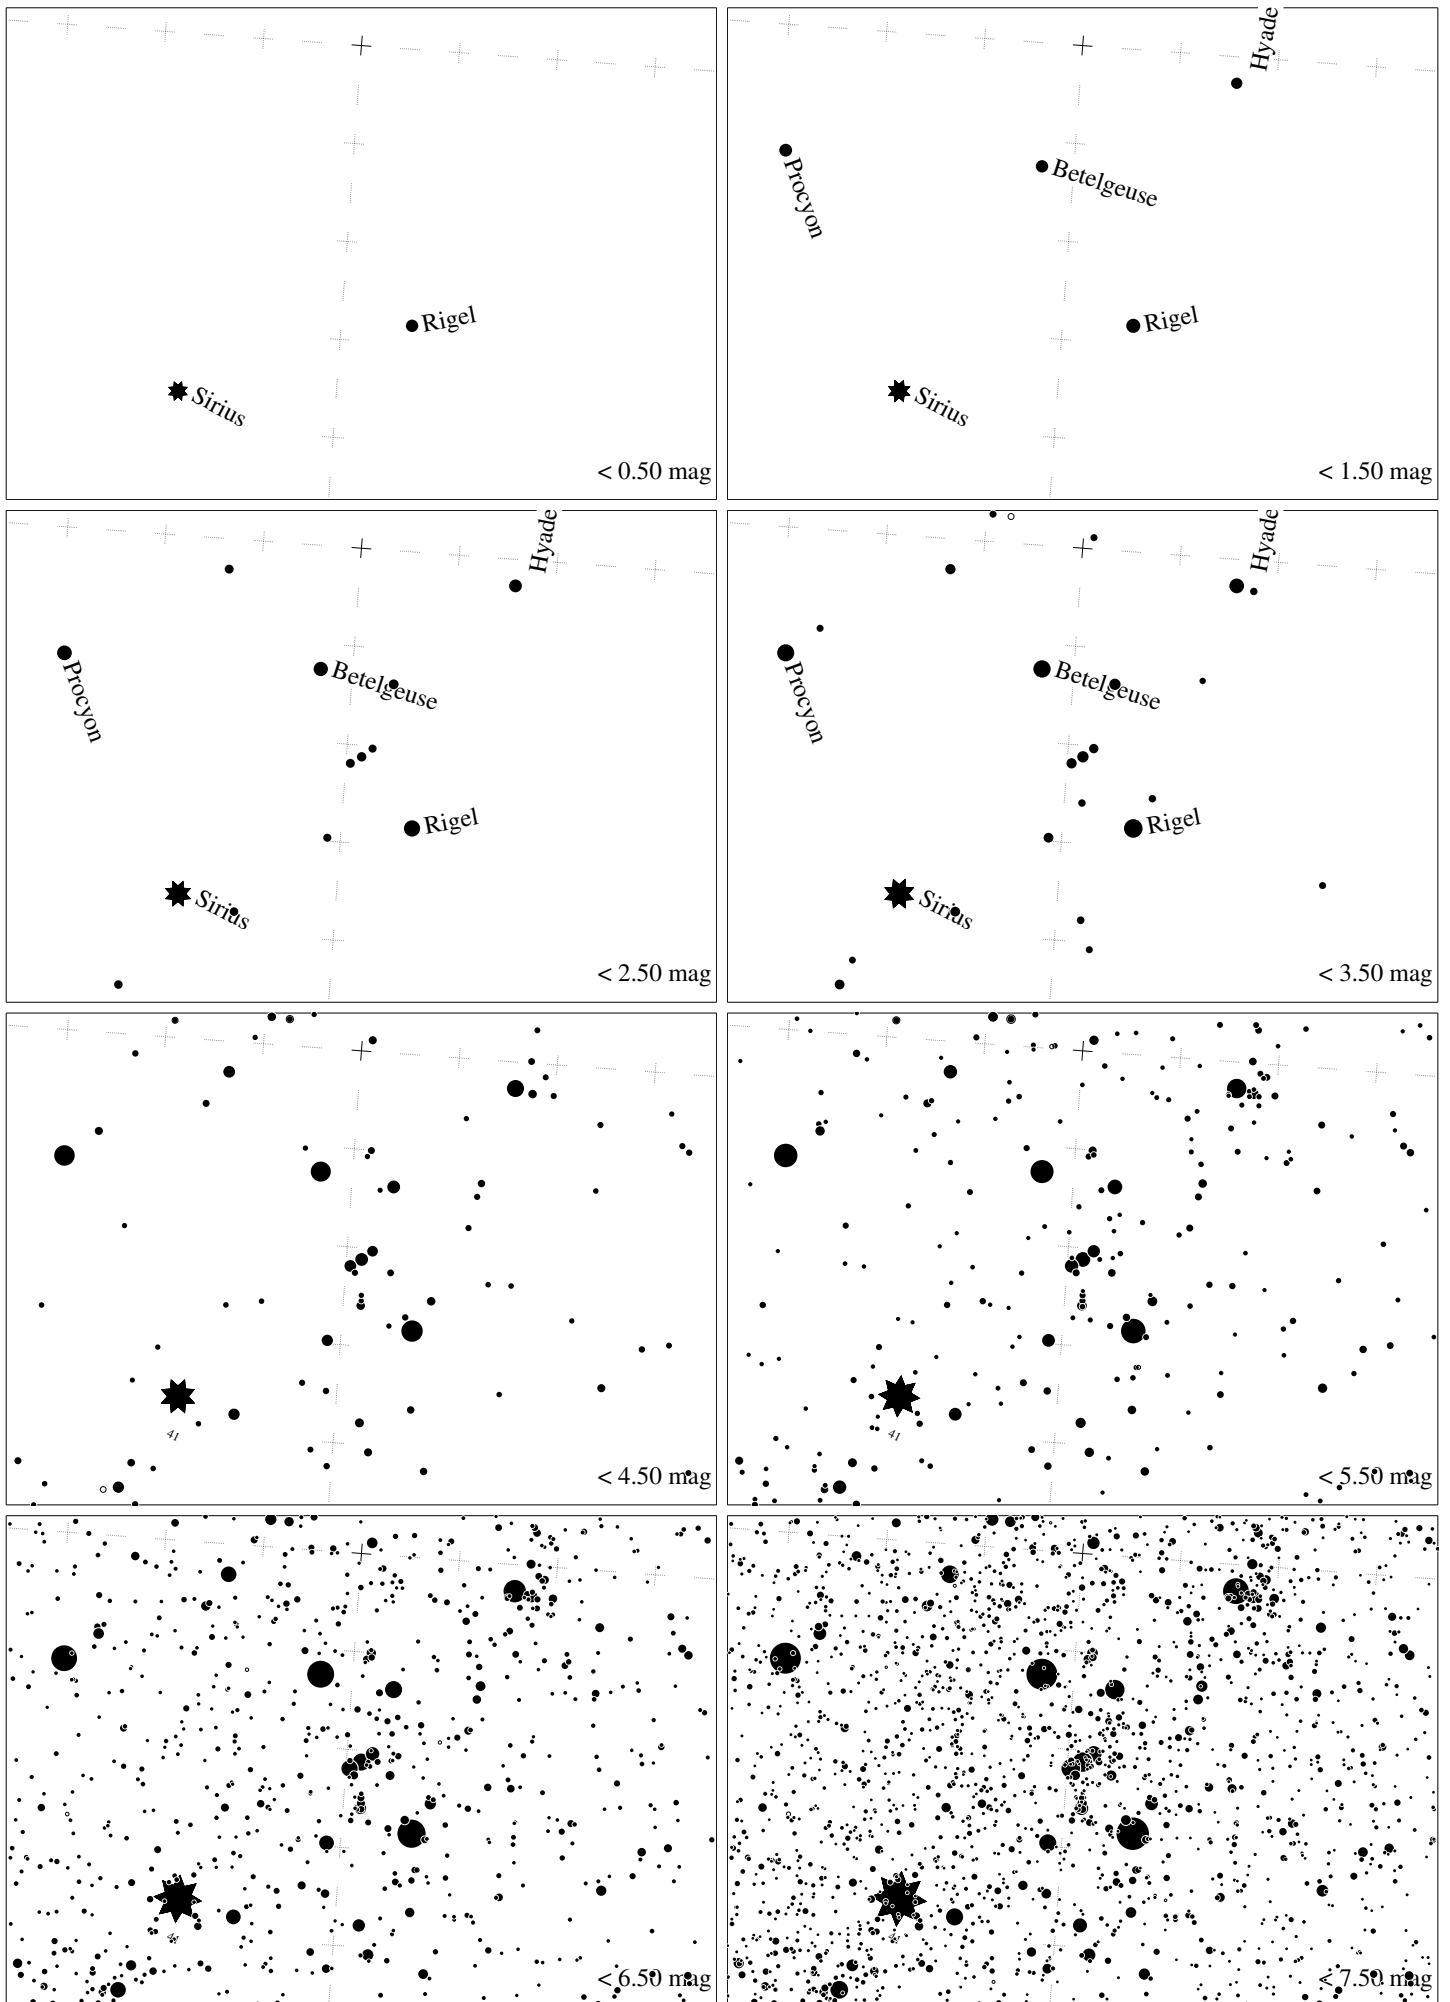 Rigel
Sirius
< 0.50 mag
Hyade
Procyon
Betelgeuse
Rigel
Sirius
< 1.50 mag
Hyade
Procyon
Betelgeuse
Rigel
Sirius
< 2.50 mag
Hyade
Procyon
Betelgeuse
Rigel
Sirius
< 3.50 mag
41
< 4.50 mag
41
< 5.50 mag
< 6.50 mag
< 7.50 mag